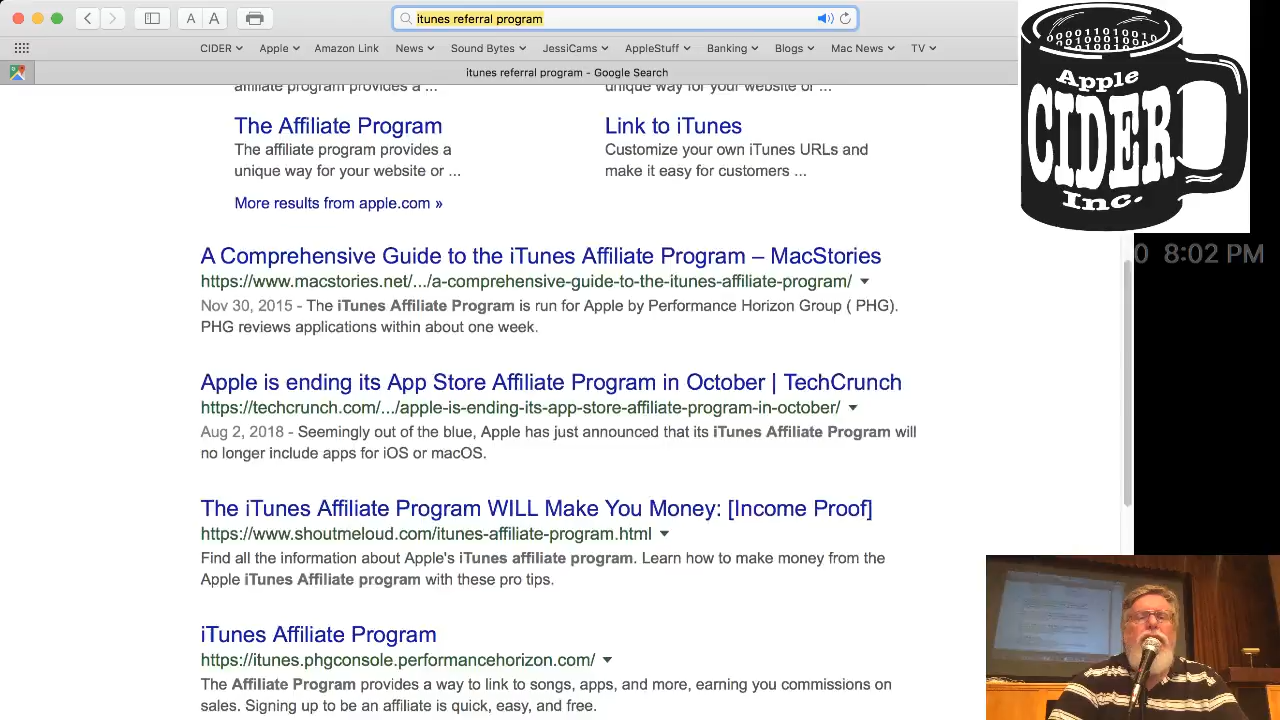 itunes referral program
A A
CIDER Apple Amazon Link News Sound Bytes JessiCams AppleStuff Banking Blogs Mac News TV
itunes referral program - Google Search
affiliate program provides a ...
unique way for your website or ...
The Affiliate Program
The affiliate program provides a
unique way for your website or ...
Link to iTunes
Customize your own iTunes URLs and
make it easy for customers ...
More results from apple.com »
A Comprehensive Guide to the iTunes Affiliate Program – MacStories
https://www.macstories.net/.../a-comprehensive-guide-to-the-itunes-affiliate-program/
Nov 30, 2015 - The iTunes Affiliate Program is run for Apple by Performance Horizon Group ( PHG).
PHG reviews applications within about one week.
Apple is ending its App Store Affiliate Program in October | TechCrunch
https://techcrunch.com/.../apple-is-ending-its-app-store-affiliate-program-in-october/
Aug 2, 2018 - Seemingly out of the blue, Apple has just announced that its iTunes Affiliate Program will
no longer include apps for iOS or macOS.
The iTunes Affiliate Program WILL Make You Money: [Income Proof]
https://www.shoutmeloud.com/itunes-affiliate-program.html
Find all the information about Apple's iTunes affiliate program. Learn how to make money from the
Apple iTunes Affiliate program with these pro tips.
iTunes Affiliate Program
https://itunes.phgconsole.performancehorizon.com/
The Affiliate Program provides a way to link to songs, apps, and more, earning you commissions on
sales. Signing up to be an affiliate is quick, easy, and free.
Apple
CIDER
Inc.
0 8:02 PM